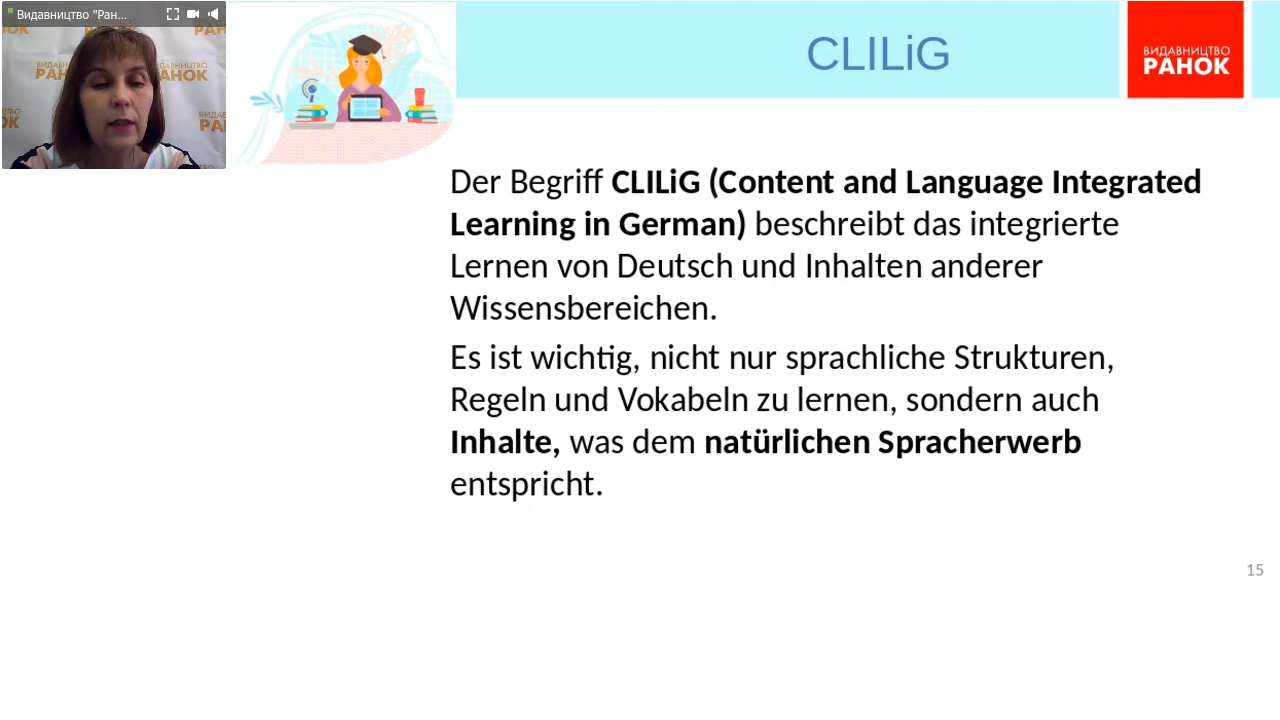 Видавництво "Ран...
ВИДАВНИЦТВО
РАНОК
CLILiG
ВИДАВНИЦТВО
РАНОК
Der Begriff CLILiG (Content and Language Integrated
Learning in German) beschreibt das integrierte
Lernen von Deutsch und Inhalten anderer
Wissensbereichen.
Es ist wichtig, nicht nur sprachliche Strukturen,
Regeln und Vokabeln zu lernen, sondern auch
Inhalte, was dem natürlichen Spracherwerb
entspricht.
15